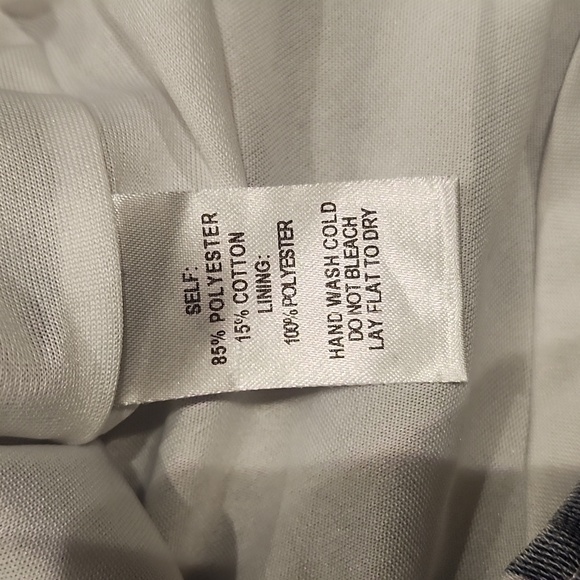 SELF:
85% POLYESTER
15% COTTON
LINING:
100% POLYESTER
HAND WASH COLD
DO NOT BLEACH
LAY FLAT TO DRY